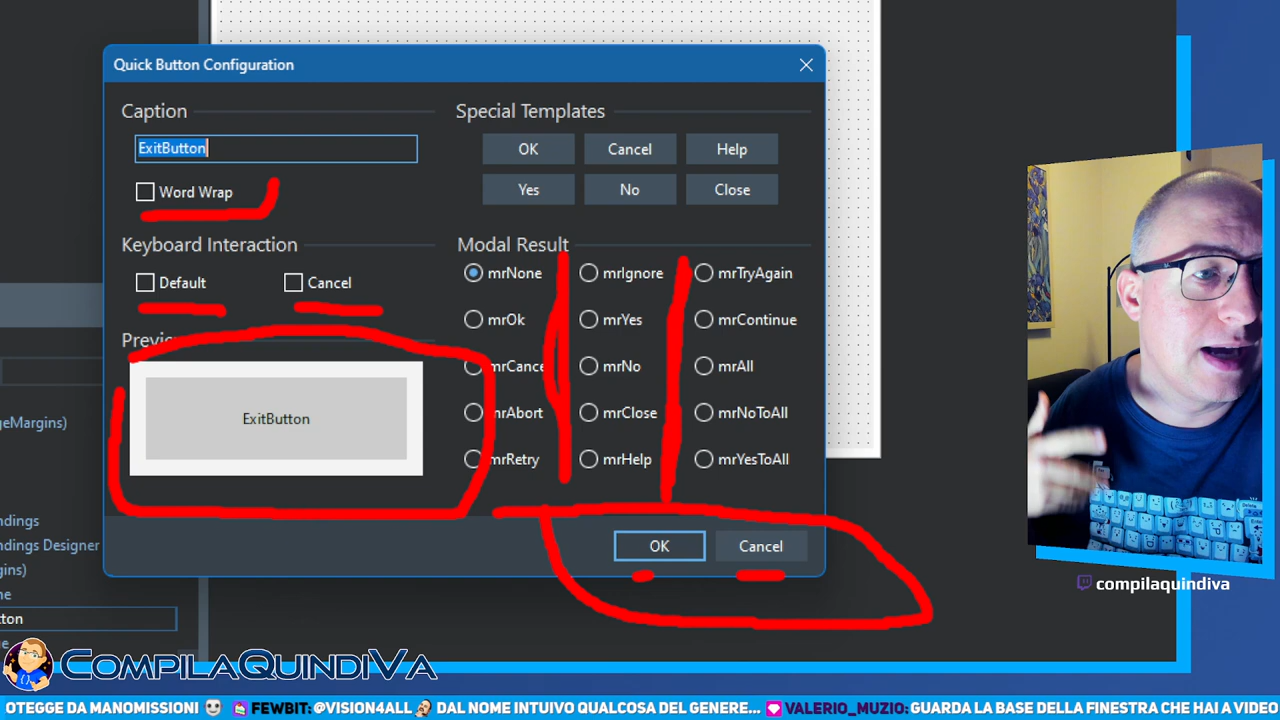 Quick Button Configuration
Caption
ExitButton
Word Wrap
Keyboard Interaction
Default Cancel
ExitButton
Special Templates
OK Cancel Help
Yes No Close
Modal Result
mrNone mrIgnore mrTryAgain
mrOk mrYes mrContinue
mrNo mrAll
mrAbort mrClose mrNoToAll
mrRetry mrHelp mrYesToAll
OK Cancel
geMargins)
ndings
ndings Designer
gins)
me
tton
compilaquindiva
CompilaQuindiVa
OTEGGE DA MANOMISSIONI FEWBIT: @VISION4ALL DAL NOME INTUIVO QUALCOSA DEL GENERE... VALERIO_MUZIO: GUARDA LA BASE DELLA FINESTRA CHE HAI A VIDEO